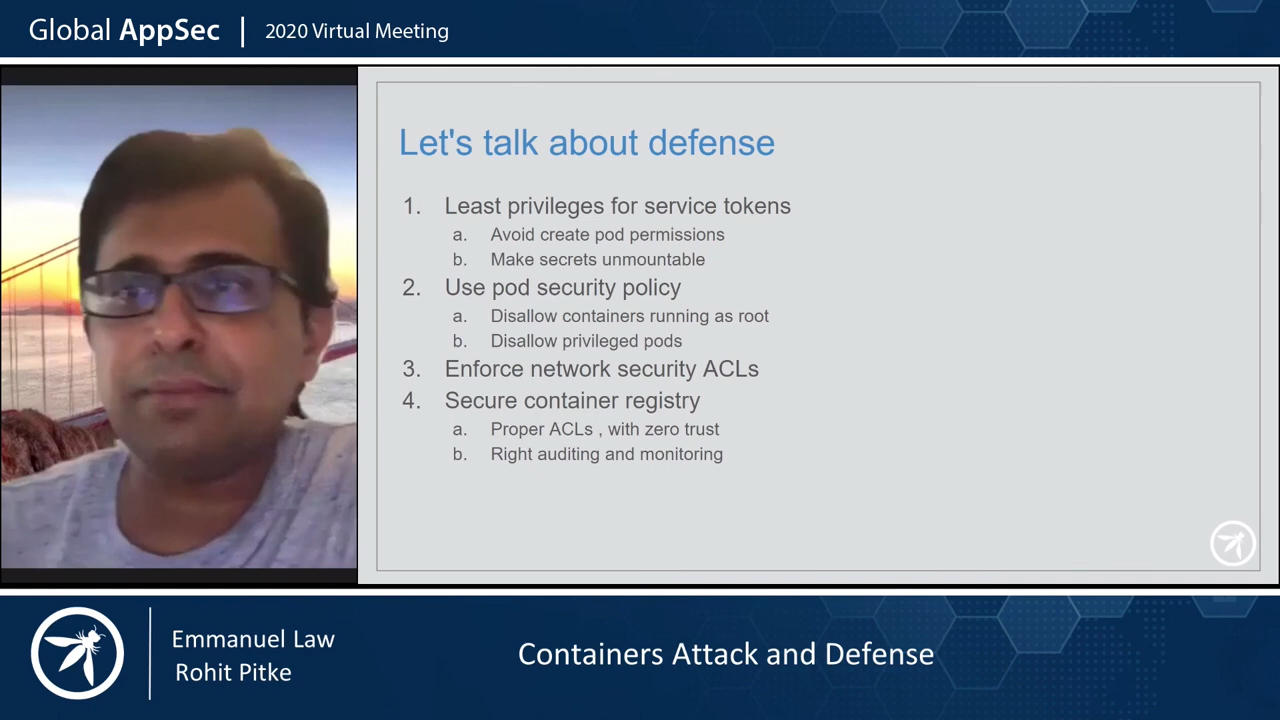 Global AppSec | 2020 Virtual Meeting
Let's talk about defense
1. Least privileges for service tokens
a. Avoid create pod permissions
b. Make secrets unmountable
2. Use pod security policy
a. Disallow containers running as root
b. Disallow privileged pods
3. Enforce network security ACLs
4. Secure container registry
a. Proper ACLs , with zero trust
b. Right auditing and monitoring
Emmanuel Law
Rohit Pitke
Containers Attack and Defense